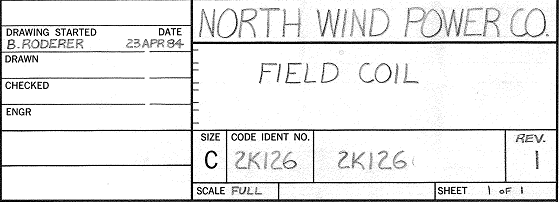 NORTH WIND POWER CO.
DRAWING STARTED DATE
B. RODERER 23 APR 84
DRAWN
CHECKED
ENGR
FIELD COIL
SIZE CODE IDENT NO. REV.
C 2K126 2K126 1
SCALE FULL SHEET 1 OF 1